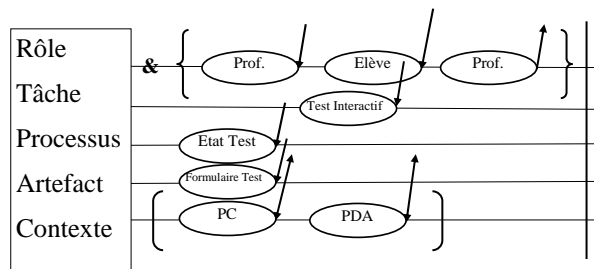 Rôle
& { Prof. Elève Prof. }
Tâche
Test Interactif
Processus
Etat Test
Artefact
Formulaire Test
Contexte
PC PDA